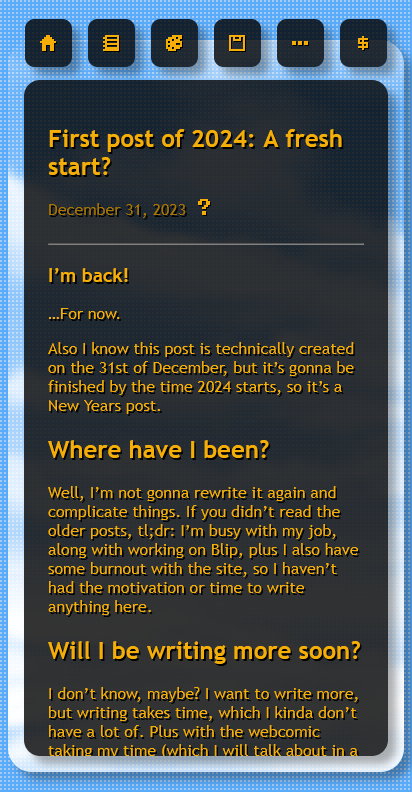 First post of 2024: A fresh
start?
December 31, 2023 ?
I’m back!
…For now.
Also I know this post is technically created
on the 31st of December, but it’s gonna be
finished by the time 2024 starts, so it’s a
New Years post.
Where have I been?
Well, I’m not gonna rewrite it again and
complicate things. If you didn’t read the
older posts, tl;dr: I’m busy with my job,
along with working on Blip, plus I also have
some burnout with the site, so I haven’t
had the motivation or time to write
anything here.
Will I be writing more soon?
I don’t know, maybe? I want to write more,
but writing takes time, which I kinda don’t
have a lot of. Plus with the webcomic
taking my time (which I will talk about in a